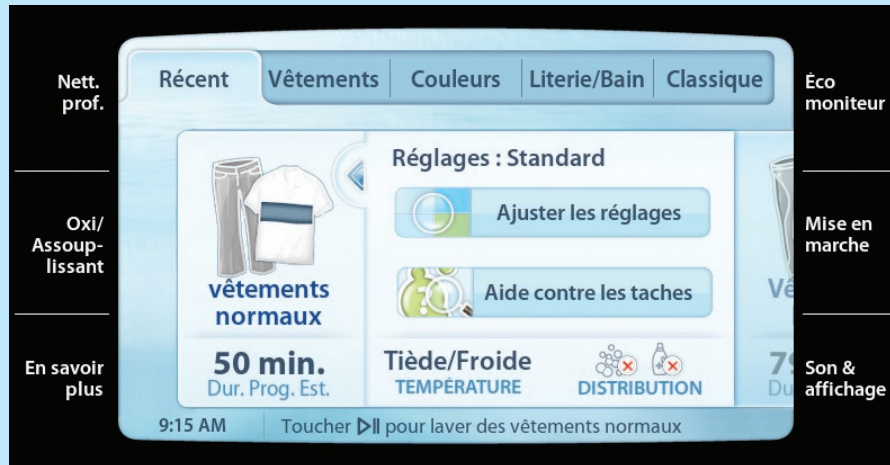 Nett.
prof.
Oxi/
Assoup-
lissant
En savoir
plus
Récent
Vêtements
Couleurs
Literie/Bain
Classique
vêtements
normaux
50 min.
Dur. Prog. Est.
Réglages : Standard
Ajuster les réglages
Aide contre les taches
Tiède/Froide
TEMPÈRATURE
DISTRIBUTION
9:15 AM
Toucher ▷II pour laver des vêtements normaux
Éco
moniteur
Mise en
marche
Son &
affichage